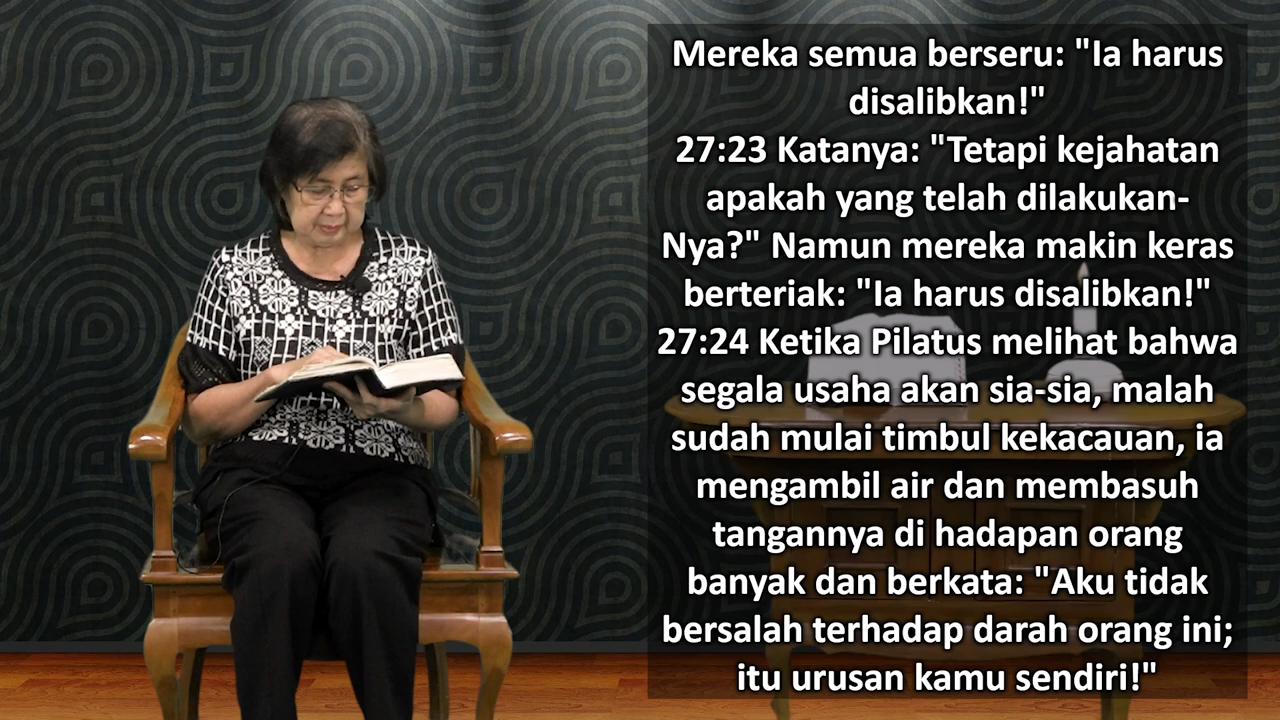 Mereka semua berseru: "Ia harus
disalibkan!"
27:23 Katanya: "Tetapi kejahatan
apakah yang telah dilakukan-
Nya?" Namun mereka makin keras
berteriak: "Ia harus disalibkan!"
27:24 Ketika Pilatus melihat bahwa
segala usaha akan sia-sia, malah
sudah mulai timbul kekacauan, ia
mengambil air dan membasuh
tangannya di hadapan orang
banyak dan berkata: "Aku tidak
bersalah terhadap darah orang ini;
itu urusan kamu sendiri!"